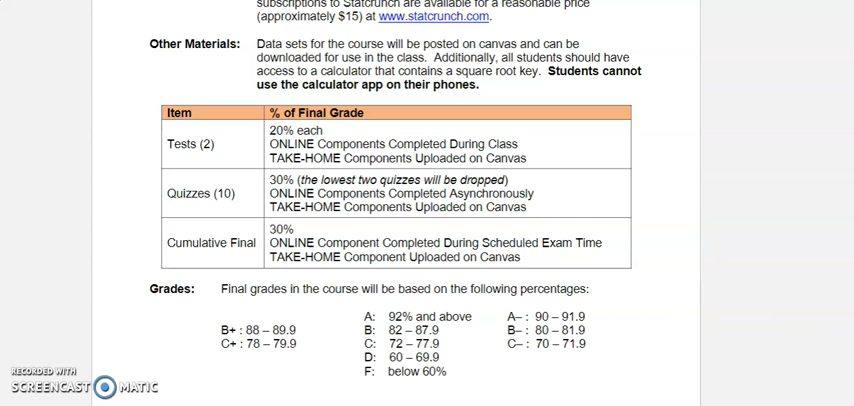 subscriptions to Statcrunch are available for a reasonable price
(approximately $15) at www.statcrunch.com.
Other Materials: Data sets for the course will be posted on canvas and can be
downloaded for use in the class. Additionally, all students should have
access to a calculator that contains a square root key. Students cannot
use the calculator app on their phones.
Item % of Final Grade
Tests (2) 20% each
ONLINE Components Completed During Class
TAKE-HOME Components Uploaded on Canvas
Quizzes (10) 30% (the lowest two quizzes will be dropped)
ONLINE Components Completed Asynchronously
TAKE-HOME Components Uploaded on Canvas
Cumulative Final 30%
ONLINE Component Completed During Scheduled Exam Time
TAKE-HOME Component Uploaded on Canvas
Grades: Final grades in the course will be based on the following percentages:
A: 92% and above A– : 90 – 91.9
B+ : 88 – 89.9 B: 82 – 87.9 B– : 80 – 81.9
C+ : 78 – 79.9 C: 72 – 77.9 C– : 70 – 71.9
D: 60 – 69.9
F: below 60%
RECORDED WITH
SCREENCAST MATIC